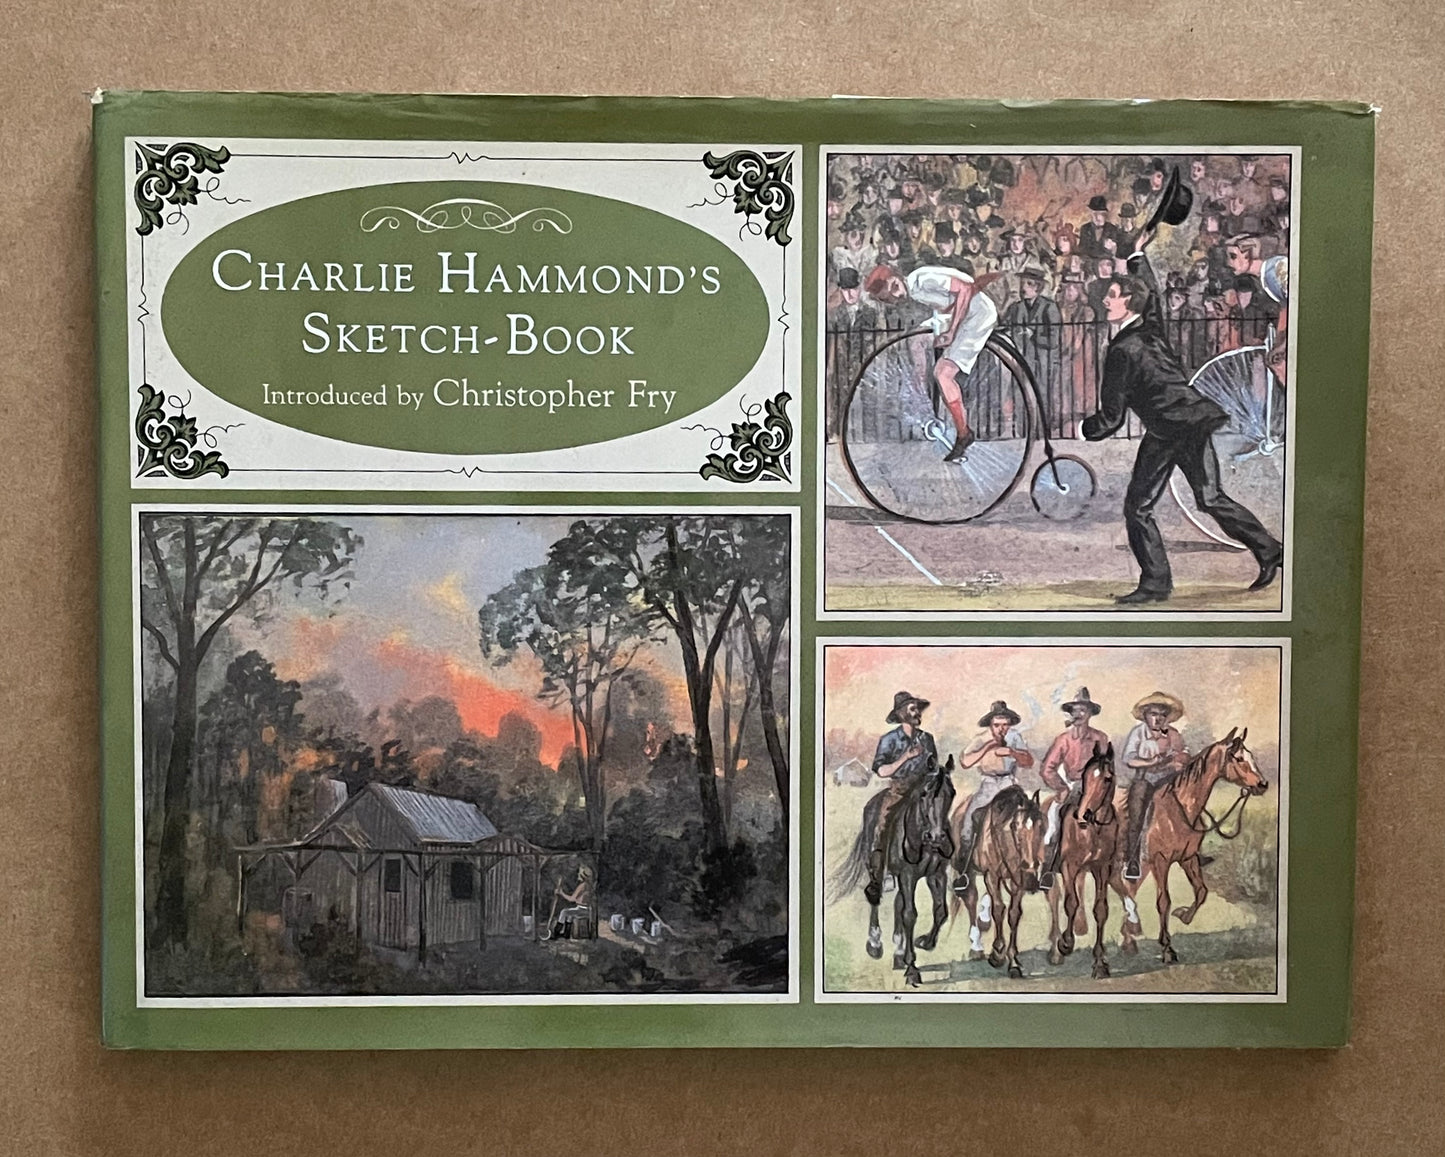 Charlie Hammond's
Sketch-Book
Introduced by Christopher Fry